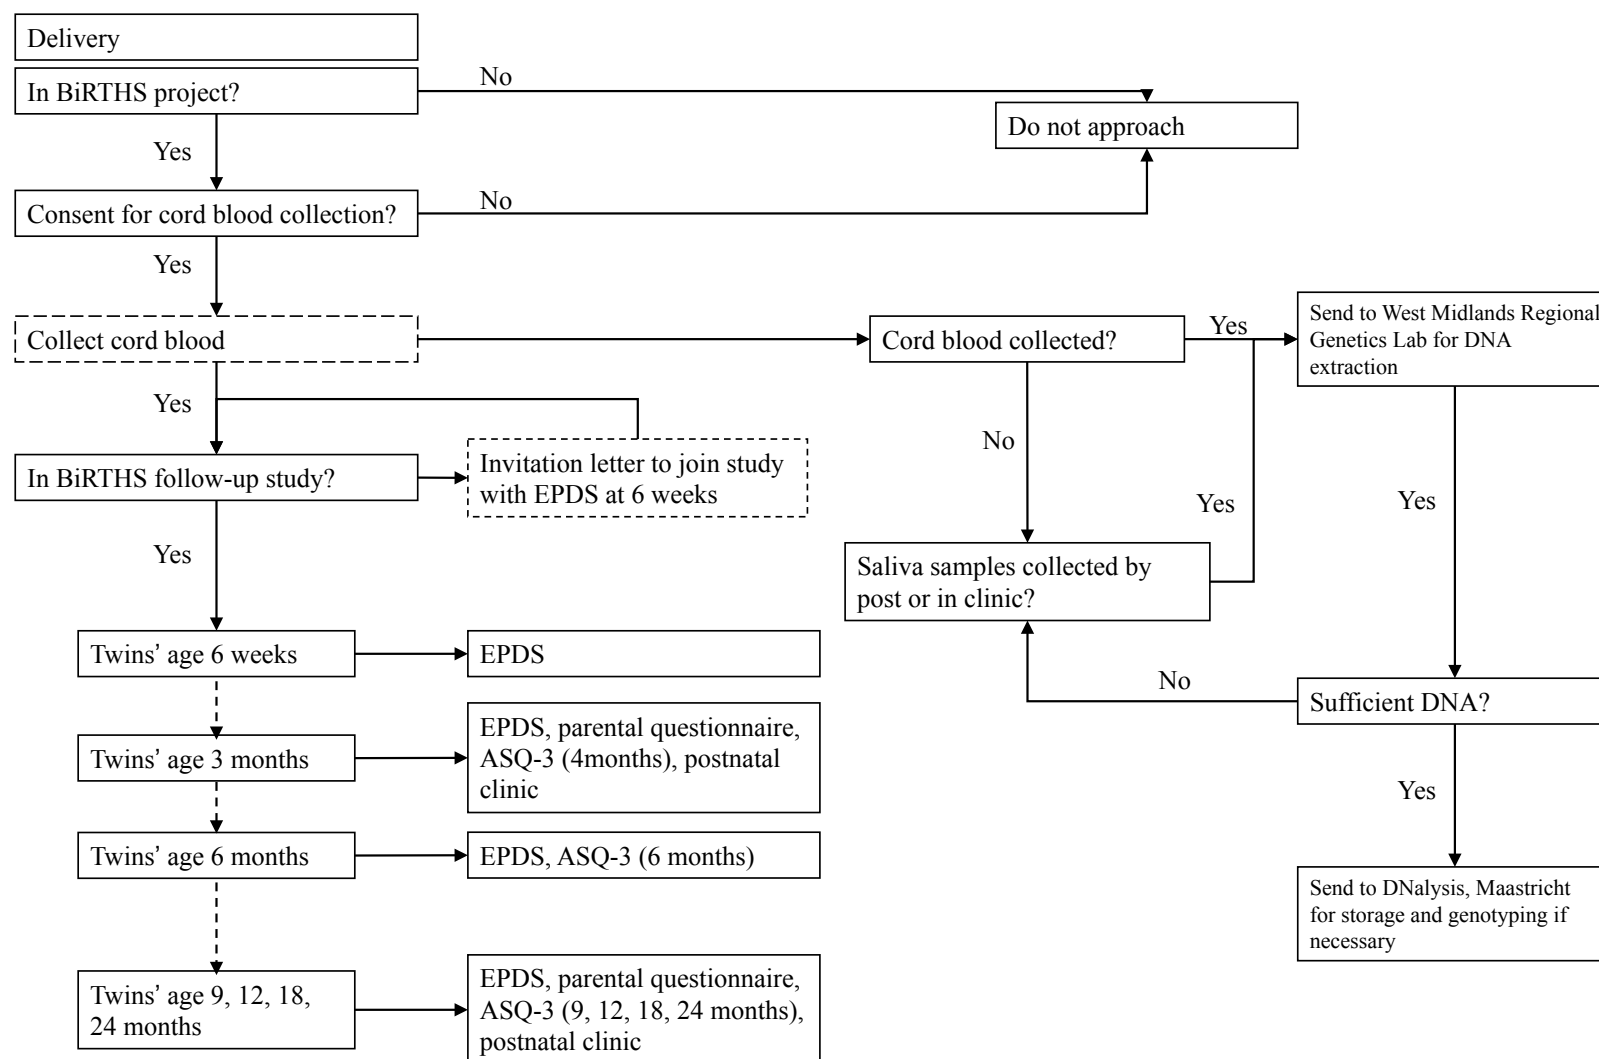 Delivery
In BiRTHS project?
No
Do not approach
Yes
Consent for cord blood collection?
No
Yes
Collect cord blood
Cord blood collected?
Yes
Send to West Midlands Regional
Genetics Lab for DNA
extraction
Yes
No
In BiRTHS follow-up study?
Invitation letter to join study
with EPDS at 6 weeks
Yes
Yes
Yes
Saliva samples collected by
post or in clinic?
Twins’ age 6 weeks
EPDS
No
Sufficient DNA?
Twins’ age 3 months
EPDS, parental questionnaire,
ASQ-3 (4months), postnatal
clinic
Yes
Twins’ age 6 months
EPDS, ASQ-3 (6 months)
Send to DNalysis, Maastricht
for storage and genotyping if
necessary
Twins’ age 9, 12, 18,
24 months
EPDS, parental questionnaire,
ASQ-3 (9, 12, 18, 24 months),
postnatal clinic